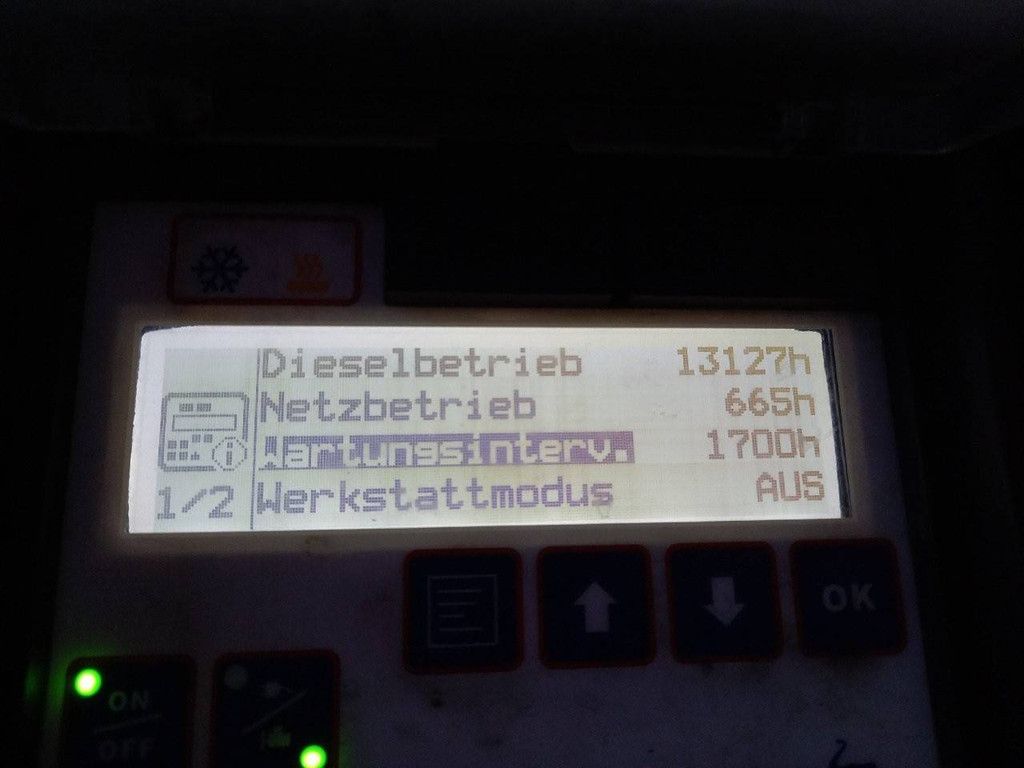 Dieselbetrieb 13127h
Netzbetrieb 665h
Wartungsinterv. 1700h
1/2 Werkstattmodus AUS
OK
ON
OFF